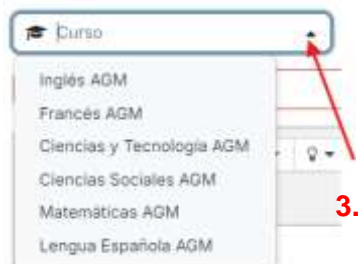 Curso
Inglés AGM
Francés AGM
Ciencias y Tecnología AGM
Ciencias Sociales AGM
3.
Matemáticas AGM
Lengua Española AGM